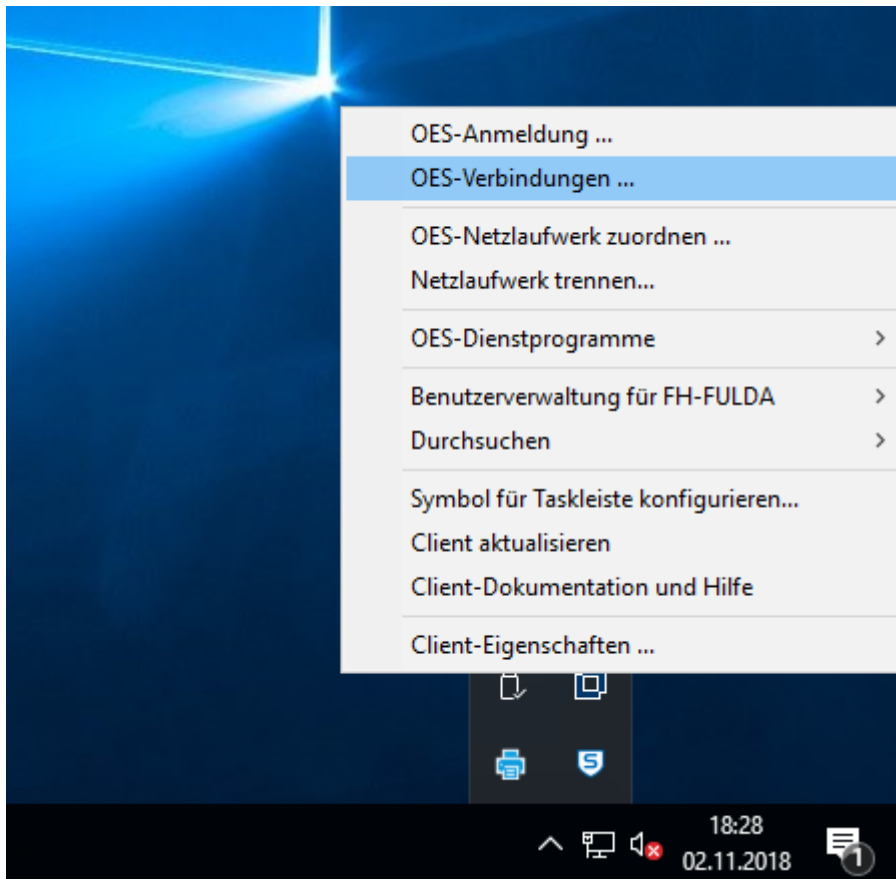 OES-Anmeldung ...
OES-Verbindungen ...
OES-Netzlaufwerk zuordnen ...
Netzlaufwerk trennen...
OES-Dienstprogramme
Benutzerverwaltung für FH-FULDA
Durchsuchen
Symbol für Taskleiste konfigurieren...
Client aktualisieren
Client-Dokumentation und Hilfe
Client-Eigenschaften ...
S
18:28
02.11.2018
1